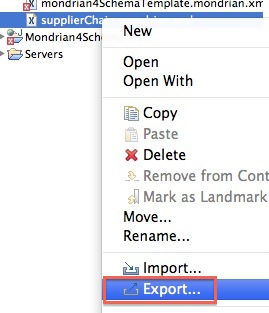 mondrian4SchemaTemplate.mondrian.xm
supplierChai
Mondrian4Sche
Servers
New
Open
Open With
Copy
Paste
Delete
Remove from Cont
Mark as Landmark
Move...
Rename...
Import...
Export...